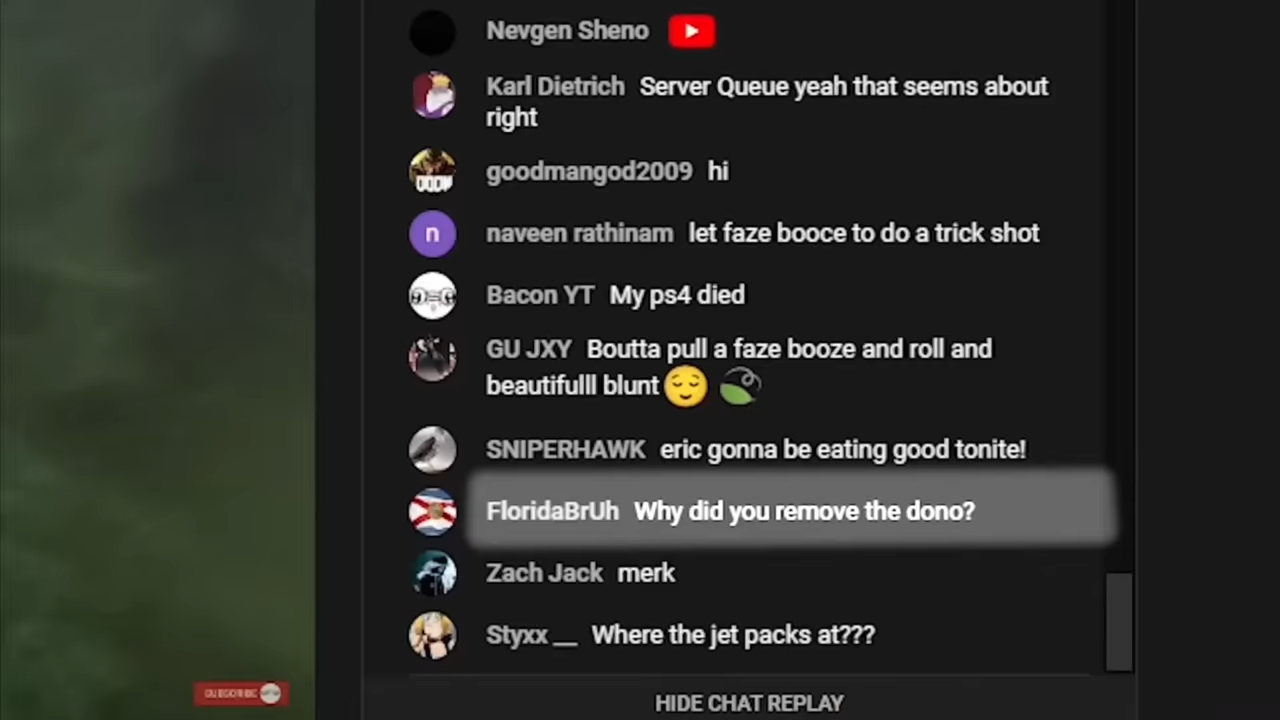 Nevgen Sheno
Karl Dietrich Server Queue yeah that seems about
right
goodmangod2009 hi
n naveen rathinam let faze booce to do a trick shot
Bacon YT My ps4 died
GU JXY Boutta pull a faze booze and roll and
beautifulll blunt
SNIPERHAWK eric gonna be eating good tonite!
FloridaBrUh Why did you remove the dono?
Zach Jack merk
Styxx __ Where the jet packs at???
SUBSCRIBE
HIDE CHAT REPLAY